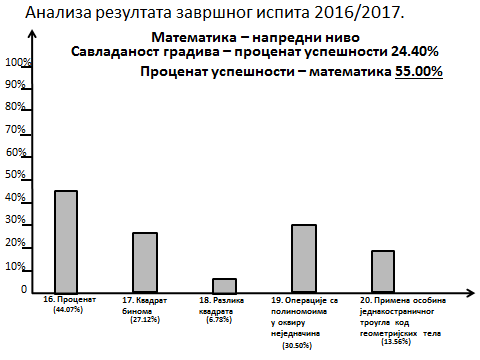 Анализа резултата завршног испита 2016/2017.
Математика – напредни ниво
Савладаност градива – проценат успешности 24.40%
Проценат успешности – математика 55.00%
100%
90%
80%
70%
60%
50%
40%
30%
20%
10%
0
16. Проценат
(44.07%)
17. Квадрат
бинома
(27.12%)
18. Разлика
квадрата
(6.78%)
19. Операције са
полиномоима
у оквиру
неједначина
(30.50%)
20. Примена особина
једнакостраничног
троугла код
геометријских тела
(13.56%)